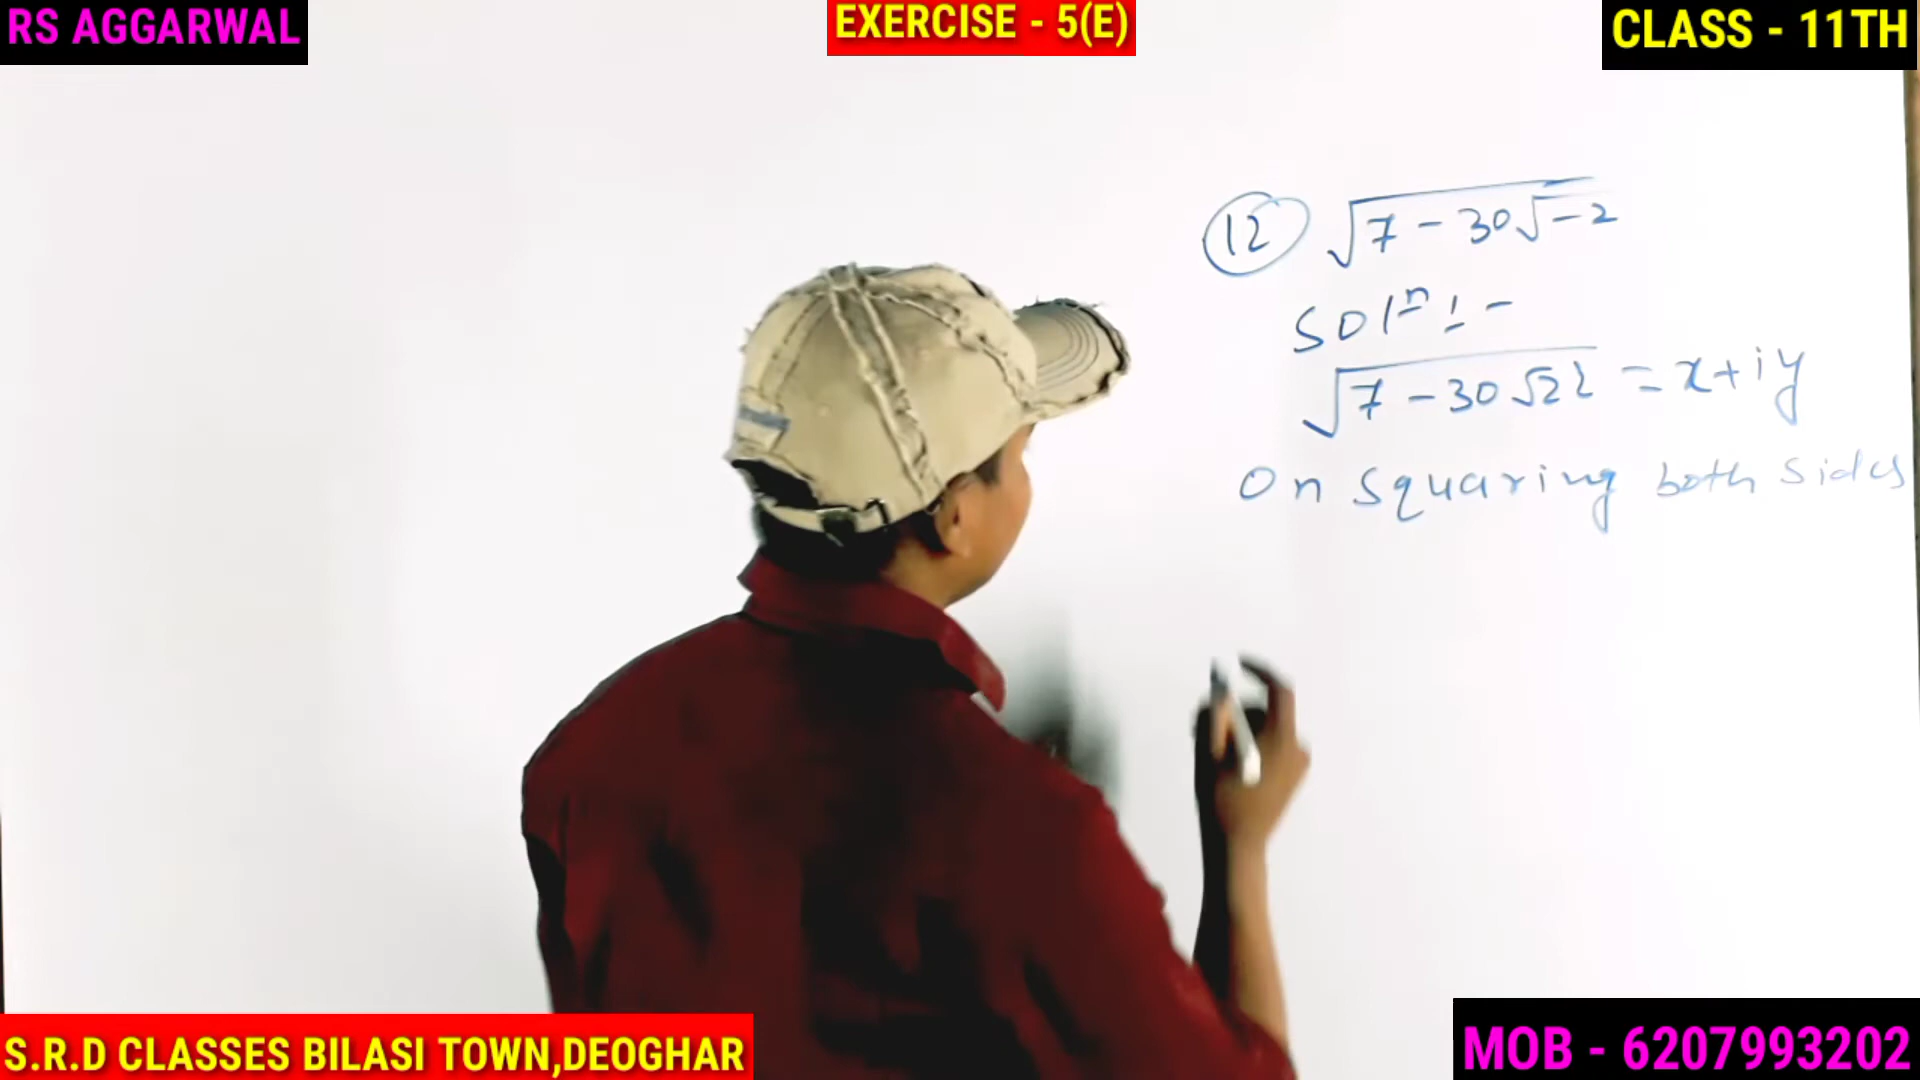 RS AGGARWAL
EXERCISE - 5(E)
CLASS - 11TH
12 √7 - 30√-2
Solⁿ! -
√7 - 30√2i = x+iy
On squaring both sides
S.R.D CLASSES BILASI TOWN,DEOGHAR
MOB - 6207993202